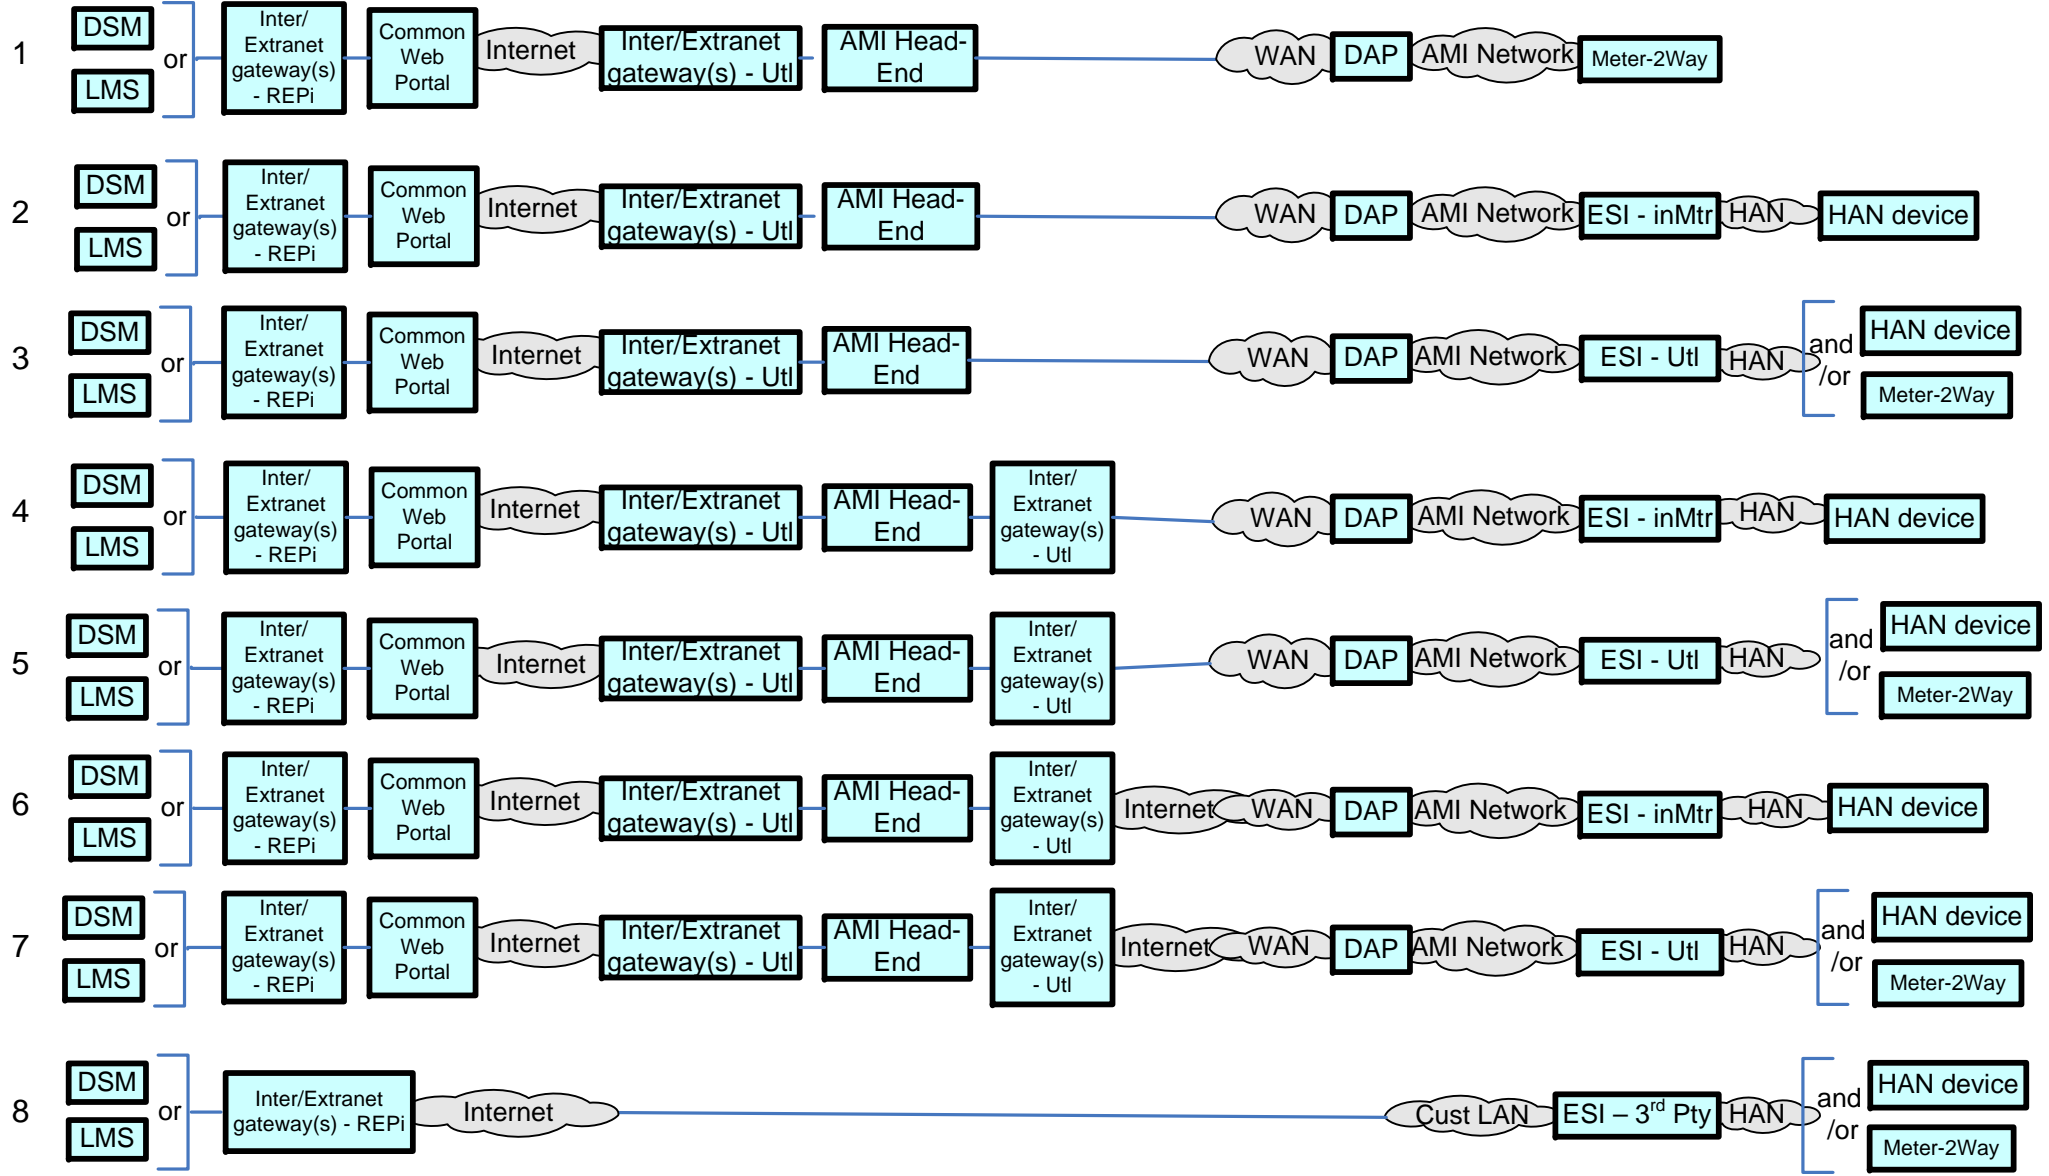 1
DSM
or
LMS
Inter/
Extranet
gateway(s)
- REPi
Common
Web
Portal
Internet
Inter/Extranet
gateway(s) - Utl
AMI Head-
End
WAN
DAP
AMI Network
Meter-2Way
2
DSM
or
LMS
Inter/
Extranet
gateway(s)
- REPi
Common
Web
Portal
Internet
Inter/Extranet
gateway(s) - Utl
AMI Head-
End
WAN
DAP
AMI Network
ESI - inMtr
HAN
HAN device
3
DSM
or
LMS
Inter/
Extranet
gateway(s)
- REPi
Common
Web
Portal
Internet
Inter/Extranet
gateway(s) - Utl
AMI Head-
End
WAN
DAP
AMI Network
ESI - Utl
HAN
and
/or
HAN device
Meter-2Way
4
DSM
or
LMS
Inter/
Extranet
gateway(s)
- REPi
Common
Web
Portal
Internet
Inter/Extranet
gateway(s) - Utl
AMI Head-
End
Inter/
Extranet
gateway(s)
- Utl
WAN
DAP
AMI Network
ESI - inMtr
HAN
HAN device
5
DSM
or
LMS
Inter/
Extranet
gateway(s)
- REPi
Common
Web
Portal
Internet
Inter/Extranet
gateway(s) - Utl
AMI Head-
End
Inter/
Extranet
gateway(s)
- Utl
WAN
DAP
AMI Network
ESI - Utl
HAN
and
/or
HAN device
Meter-2Way
6
DSM
or
LMS
Inter/
Extranet
gateway(s)
- REPi
Common
Web
Portal
Internet
Inter/Extranet
gateway(s) - Utl
AMI Head-
End
Inter/
Extranet
gateway(s)
- Utl
Internet
WAN
DAP
AMI Network
ESI - inMtr
HAN
HAN device
7
DSM
or
LMS
Inter/
Extranet
gateway(s)
- REPi
Common
Web
Portal
Internet
Inter/Extranet
gateway(s) - Utl
AMI Head-
End
Inter/
Extranet
gateway(s)
- Utl
Internet
WAN
DAP
AMI Network
ESI - Utl
HAN
and
/or
HAN device
Meter-2Way
8
DSM
or
LMS
Inter/Extranet
gateway(s) - REPi
Internet
Cust LAN
ESI – 3rd Pty
HAN
and
/or
HAN device
Meter-2Way